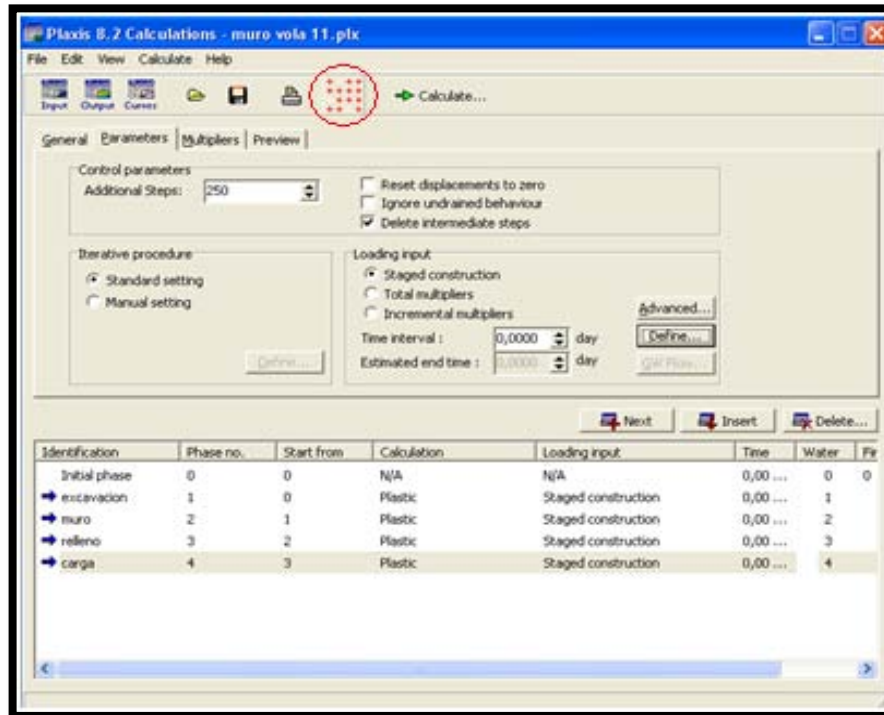 Plaxis 8.2 Calculations - muro vola 11.plx
File Edit View Calculate Help
Input Output Curves Calculate...
General Parameters Multipliers Preview
Control parameters
Additional Steps: 250
Reset displacements to zero
Ignore undrained behaviour
Delete intermediate steps
Iterative procedure
Standard setting
Manual setting
Define...
Loading input
Staged construction
Total multipliers
Incremental multipliers
Advanced...
Time interval : 0,0000 day Define...
Estimated end time : 0,0000 day GW Flow...
Next Insert Delete...
Identification Phase no. Start from Calculation Loading input Time Water Fir
Initial phase 0 0 N/A N/A 0,00 ... 0 0
excavacion 1 0 Plastic Staged construction 0,00 ... 1
muro 2 1 Plastic Staged construction 0,00 ... 2
relleno 3 2 Plastic Staged construction 0,00 ... 3
carga 4 3 Plastic Staged construction 0,00 ... 4